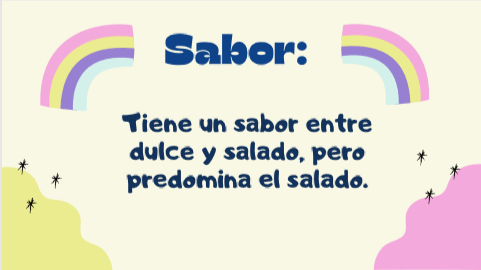 Sabor:
Tiene un sabor entre
dulce y salado, pero
predomina el salado.